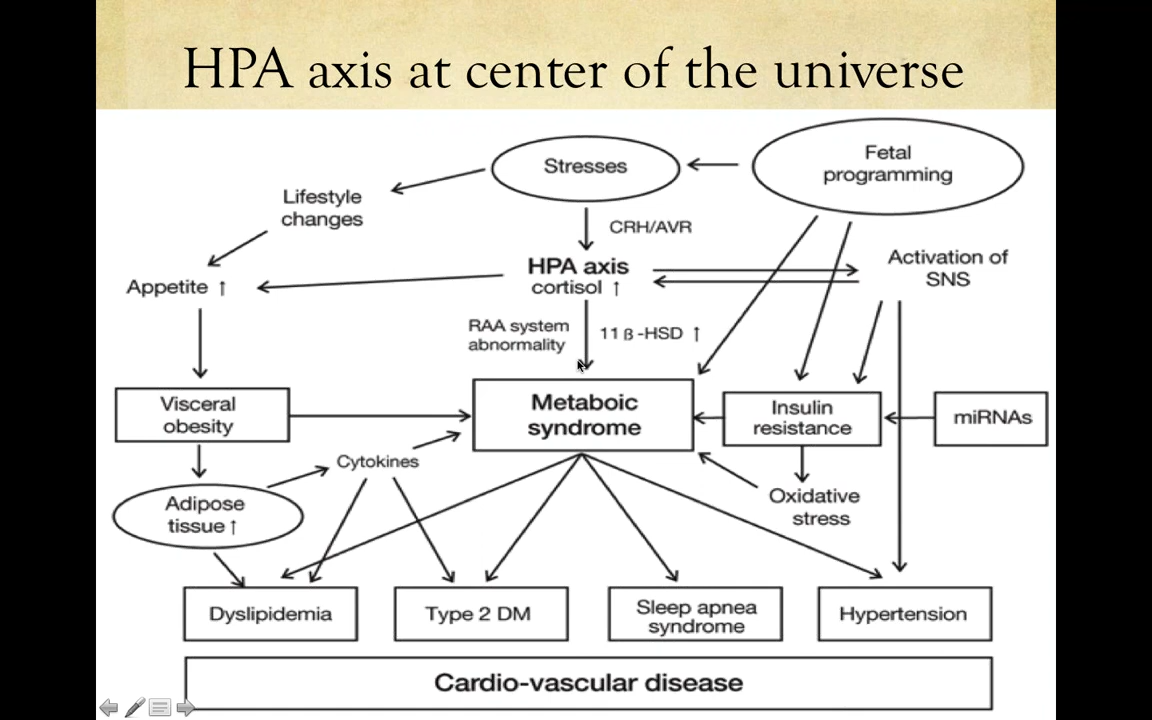 HPA axis at center of the universe
Stresses
Fetal
programming
Lifestyle
changes
CRH/AVR
HPA axis
cortisol ↑
Activation of
SNS
Appetite ↑
RAA system
abnormality
11 ß -HSD ↑
Visceral
obesity
Metaboic
syndrome
Insulin
resistance
miRNAs
Cytokines
Adipose
tissue ↑
Oxidative
stress
Dyslipidemia
Type 2 DM
Sleep apnea
syndrome
Hypertension
Cardio-vascular disease